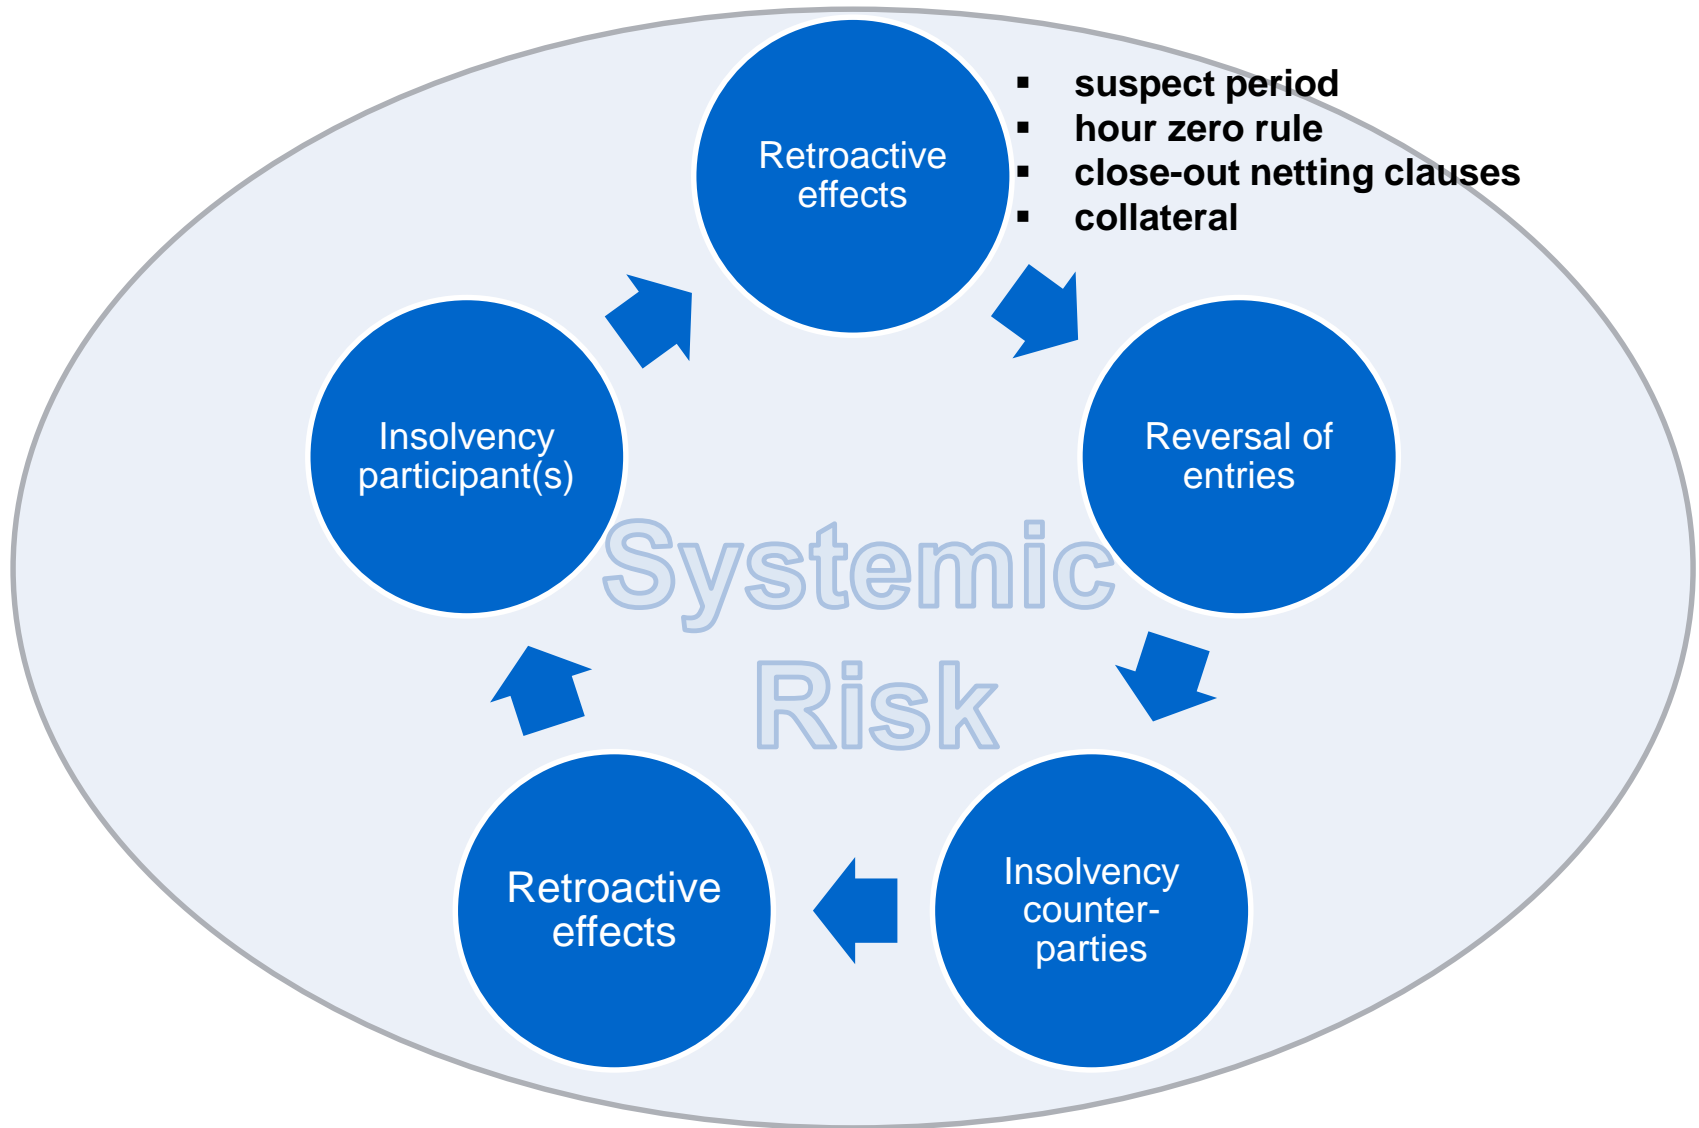 Retroactive
effects
▪ suspect period
▪ hour zero rule
▪ close-out netting clauses
▪ collateral
Reversal of
entries
Insolvency
counter-
parties
Retroactive
effects
Insolvency
participant(s)
Systemic
Risk